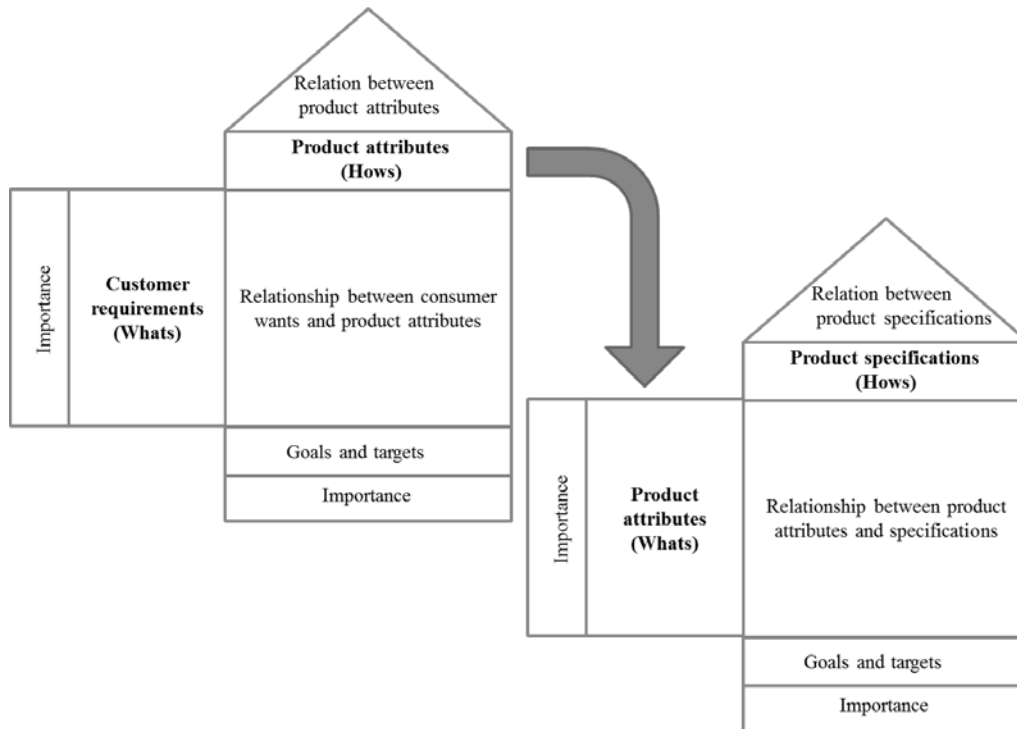 Relation between
product attributes
Product attributes
(Hows)
Importance
Customer
requirements
(Whats)
Relationship between consumer
wants and product attributes
Goals and targets
Importance
Relation between
product specifications
Product specifications
(Hows)
Importance
Product
attributes
(Whats)
Relationship between product
attributes and specifications
Goals and targets
Importance